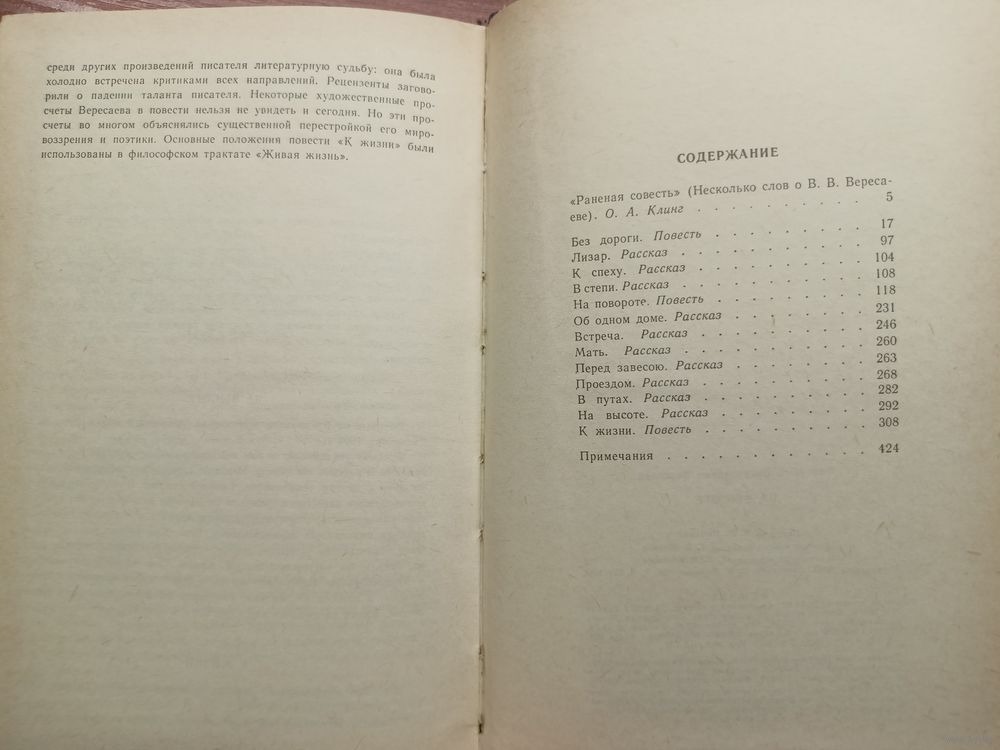 среди других произведений писателя литературную судьбу: она была
холодно встречена критиками всех направлений. Рецензенты загово-
рили о падении таланта писателя. Некоторые художественные про-
счеты Вересаева в повести нельзя не увидеть и сегодня. Но эти про-
счеты во многом объяснялись существенной перестройкой его миро-
воззрения и поэтики. Основные положения повести «К жизни» были
использованы в философском трактате «Живая жизнь».
СОДЕРЖАНИЕ
«Раненая совесть» (Несколько слов о В. В. Вереса-
еве). О. А. Клинг . . . . . . . . . . 5
Без дороги. Повесть . . . . . . . . . 17
Лизар. Рассказ . . . . . . . . . . . 97
К спеху. Рассказ . . . . . . . . . . 104
В степи. Рассказ . . . . . . . . . . . 108
На повороте. Повесть . . . . . . . . . 118
Об одном доме. Рассказ . . . . . . . . 231
Встреча. Рассказ . . . . . . . . . . 246
Мать. Рассказ . . . . . . . . . . . 260
Перед завесою. Рассказ . . . . . . . . 263
Проездом. Рассказ . . . . . . . . . . 268
В путах. Рассказ . . . . . . . . . . 282
На высоте. Рассказ . . . . . . . . . 292
К жизни. Повесть . . . . . . . . . . 308
Примечания . . . . . . . . . . . . 424